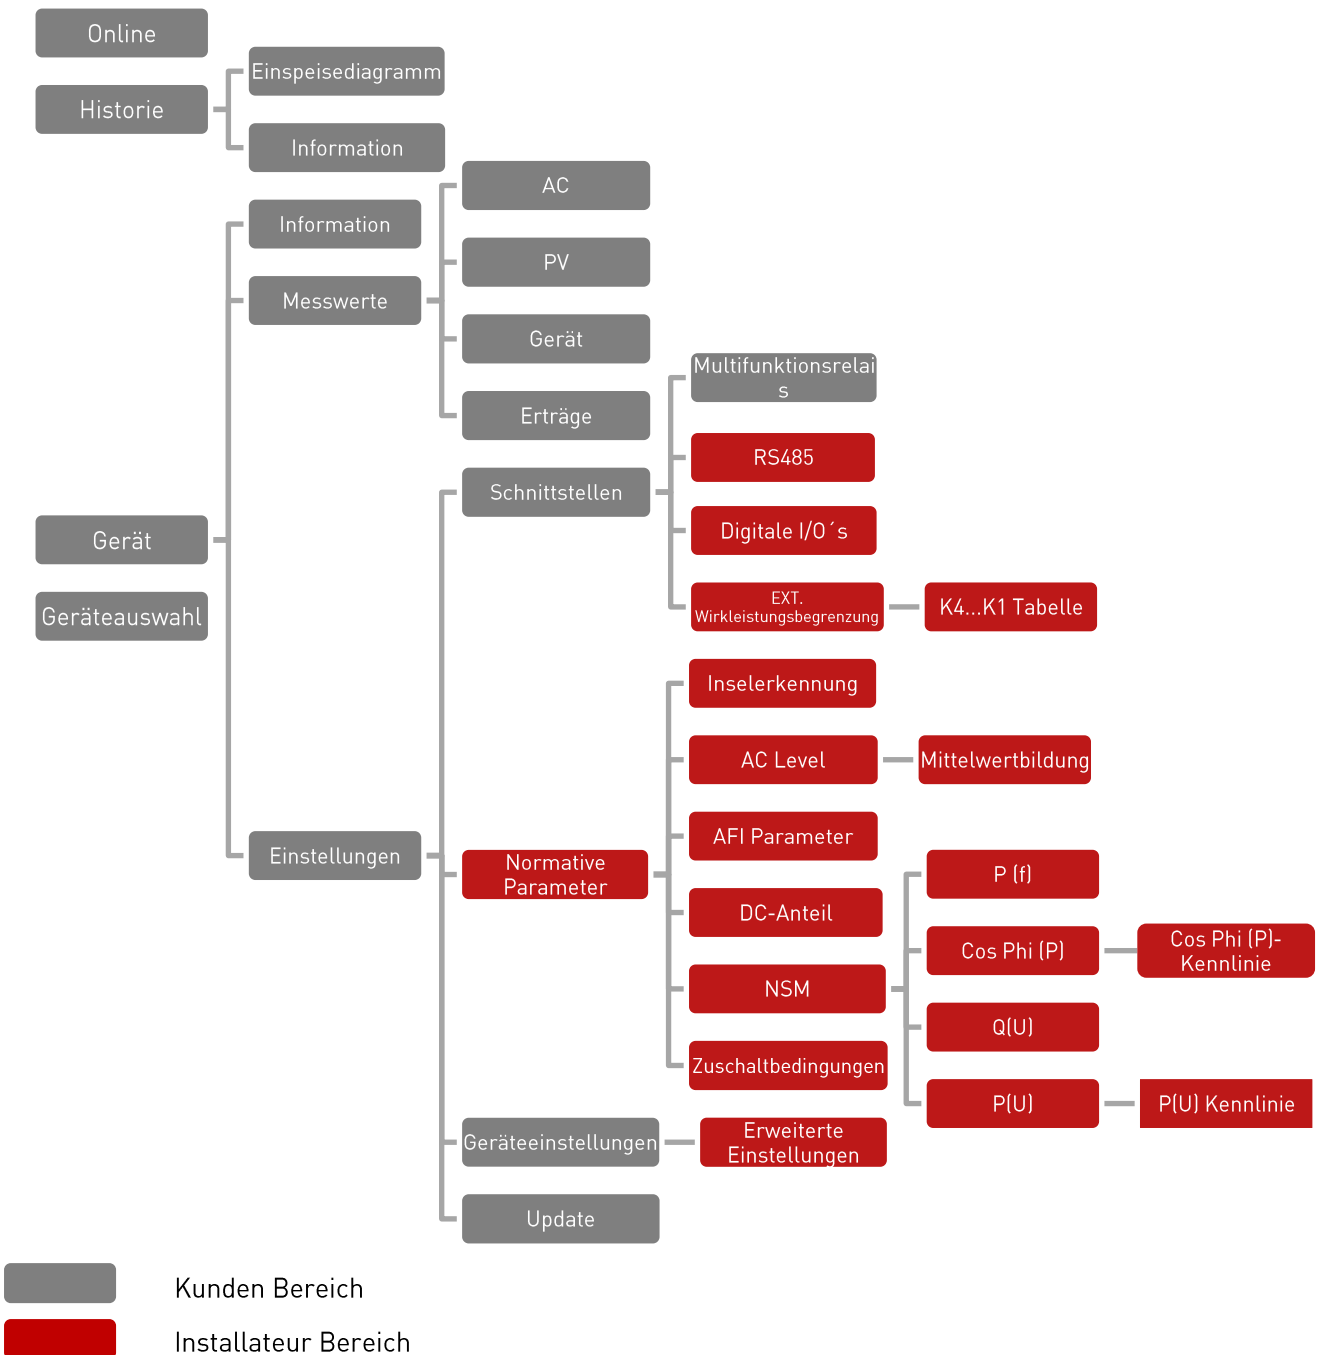 Online
Historie
Einspeisediagramm
Information
Gerät
Information
Messwerte
AC
PV
Gerät
Erträge
Einstellungen
Schnittstellen
Multifunktionsrelai
s
RS485
Digitale I/O´s
EXT.
Wirkleistungsbegrenzung
K4...K1 Tabelle
Normative
Parameter
Inselerkennung
AC Level
Mittelwertbildung
AFI Parameter
DC-Anteil
NSM
P (f)
Cos Phi (P)
Cos Phi (P)-
Kennlinie
Q(U)
P(U)
P(U) Kennlinie
Zuschaltbedingungen
Geräteeinstellungen
Erweiterte
Einstellungen
Update
Geräteauswahl
Kunden Bereich
Installateur Bereich